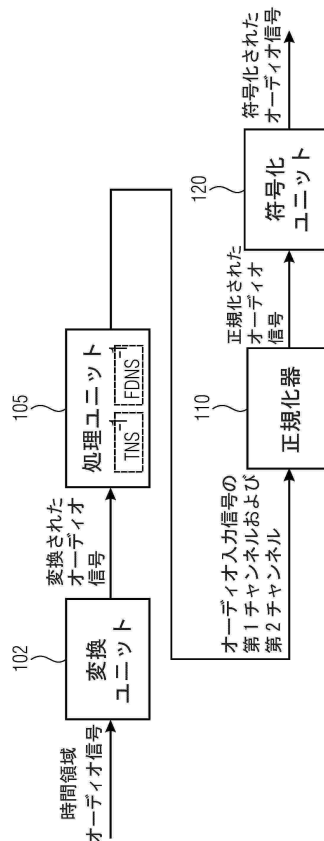 時間領域
オーディオ信号
102
変換
ユニット
変換された
オーディオ
信号
105
処理ユニット
TNS⁻¹
FDNS⁻¹
オーディオ入力信号の
第1チャンネルおよび
第2チャンネル
110
正規化器
正規化された
オーディオ
信号
120
符号化
ユニット
符号化された
オーディオ信号